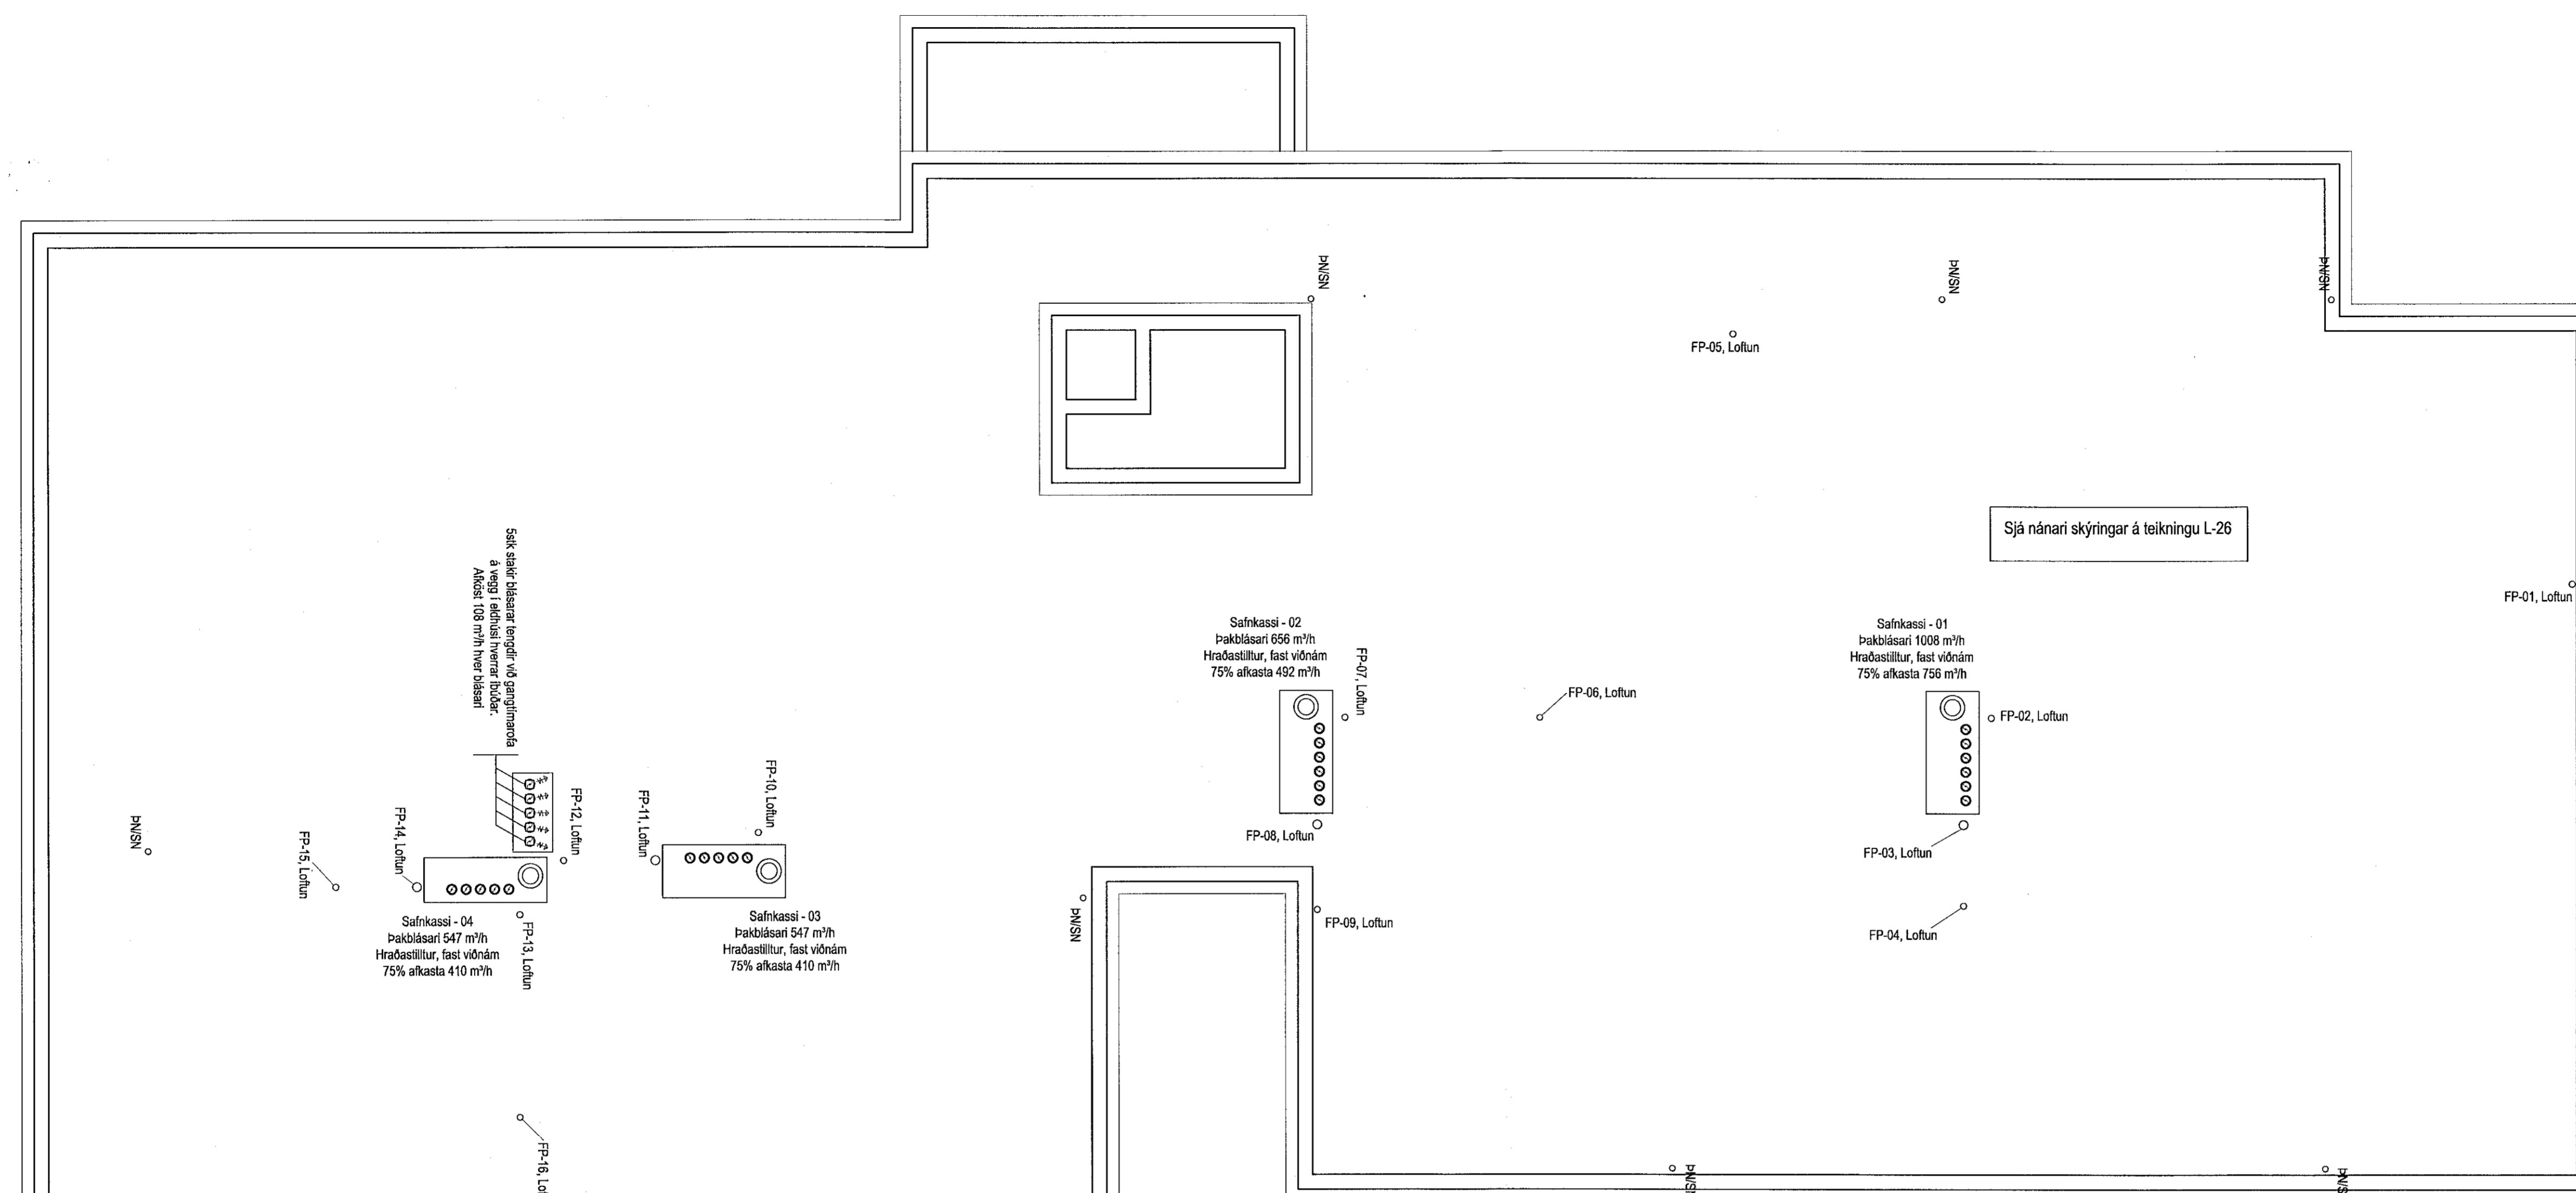 ÞN/SN
ÞN/SN
ÞN/SN
FP-05, Loftun
Sjá nánari skýringar á teikningu L-26
FP-01, Loftun
5stk stakir blásarar tengdir við gangtímarofa
á vegg í eldhúsi hverrar íbúðar.
Afköst 108 m³/h hver blásari
Safnkassi - 02
Þakblásari 656 m³/h
Hraðastilltur, fast viðnám
75% afkasta 492 m³/h
FP-07, Loftun
FP-06, Loftun
Safnkassi - 01
Þakblásari 1008 m³/h
Hraðastilltur, fast viðnám
75% afkasta 756 m³/h
FP-02, Loftun
FP-08, Loftun
FP-03, Loftun
FP-10, Loftun
FP-11, Loftun
FP-12, Loftun
FP-14, Loftun
FP-15, Loftun
ÞN/SN
Safnkassi - 04
Þakblásari 547 m³/h
Hraðastilltur, fast viðnám
75% afkasta 410 m³/h
FP-13, Loftun
Safnkassi - 03
Þakblásari 547 m³/h
Hraðastilltur, fast viðnám
75% afkasta 410 m³/h
ÞN/SN
FP-09, Loftun
FP-04, Loftun
FP-16,
ÞN/SN
ÞN/S